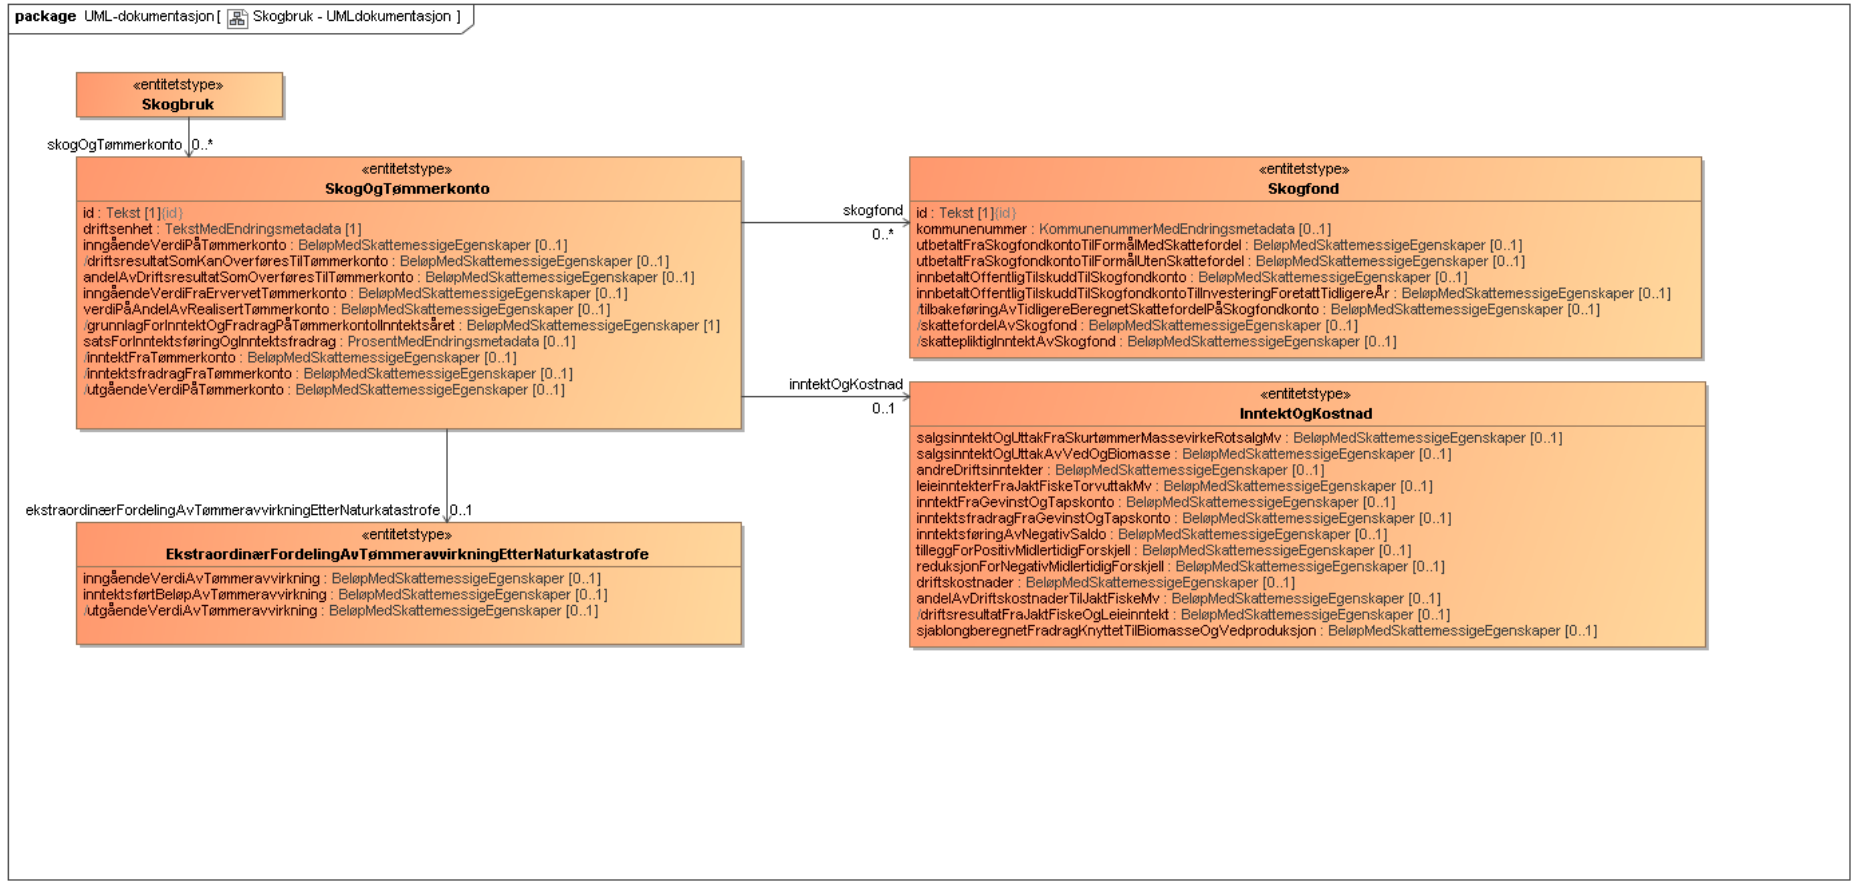 package UML-dokumentasjon [ Skogbruk - UMLdokumentasjon ]
«entitetstype»
Skogbruk
skogOgTømmerkonto 0..*
«entitetstype»
SkogOgTømmerkonto
id : Tekst [1]{id}
driftsenhet : TekstMedEndringsmetadata [1]
inngåendeVerdiPåTømmerkonto : BeløpMedSkattemessigeEgenskaper [0..1]
/driftsresultatSomKanOverføresTilTømmerkonto : BeløpMedSkattemessigeEgenskaper [0..1]
andelAvDriftsresultatSomOverføresTilTømmerkonto : BeløpMedSkattemessigeEgenskaper [0..1]
inngåendeVerdiFraErvervetTømmerkonto : BeløpMedSkattemessigeEgenskaper [0..1]
verdiPåAndelAvRealisertTømmerkonto : BeløpMedSkattemessigeEgenskaper [0..1]
/grunnlagForInntektOgFradragPåTømmerkontoIInntektsåret : BeløpMedSkattemessigeEgenskaper [1]
satsForInntektsføringOgInntektsfradrag : ProsentMedEndringsmetadata [0..1]
/inntektFraTømmerkonto : BeløpMedSkattemessigeEgenskaper [0..1]
/inntektsfradragFraTømmerkonto : BeløpMedSkattemessigeEgenskaper [0..1]
/utgåendeVerdiPåTømmerkonto : BeløpMedSkattemessigeEgenskaper [0..1]
skogfond
0..*
«entitetstype»
Skogfond
id : Tekst [1]{id}
kommunenummer : KommunenummerMedEndringsmetadata [0..1]
utbetaltFraSkogfondkontoTilFormålMedSkattefordel : BeløpMedSkattemessigeEgenskaper [0..1]
utbetaltFraSkogfondkontoTilFormålUtenSkattefordel : BeløpMedSkattemessigeEgenskaper [0..1]
innbetaltOffentligTilskuddTilSkogfondkonto : BeløpMedSkattemessigeEgenskaper [0..1]
innbetaltOffentligTilskuddTilSkogfondkontoTilInvesteringForetattTidligereÅr : BeløpMedSkattemessigeEgenskaper [0..1]
/tilbakeføringAvTidligereBeregnetSkattefordelPåSkogfondkonto : BeløpMedSkattemessigeEgenskaper [0..1]
/skattefordelAvSkogfond : BeløpMedSkattemessigeEgenskaper [0..1]
/skattepliktigInntektAvSkogfond : BeløpMedSkattemessigeEgenskaper [0..1]
inntektOgKostnad
0..1
«entitetstype»
InntektOgKostnad
salgsinntektOgUttakFraSkurtømmerMassevirkeRotsalgMv : BeløpMedSkattemessigeEgenskaper [0..1]
salgsinntektOgUttakAvVedOgBiomasse : BeløpMedSkattemessigeEgenskaper [0..1]
andreDriftsinntekter : BeløpMedSkattemessigeEgenskaper [0..1]
leieinntekterFraJaktFiskeTorvuttakMv : BeløpMedSkattemessigeEgenskaper [0..1]
inntektFraGevinstOgTapskonto : BeløpMedSkattemessigeEgenskaper [0..1]
inntektsfradragFraGevinstOgTapskonto : BeløpMedSkattemessigeEgenskaper [0..1]
inntektsføringAvNegativSaldo : BeløpMedSkattemessigeEgenskaper [0..1]
tilleggForPositivMidlertidigForskjell : BeløpMedSkattemessigeEgenskaper [0..1]
reduksjonForNegativMidlertidigForskjell : BeløpMedSkattemessigeEgenskaper [0..1]
driftskostnader : BeløpMedSkattemessigeEgenskaper [0..1]
andelAvDriftskostnaderTilJaktFiskeMv : BeløpMedSkattemessigeEgenskaper [0..1]
/driftsresultatFraJaktFiskeOgLeieinntekt : BeløpMedSkattemessigeEgenskaper [0..1]
sjablongberegnetFradragKnyttetTilBiomasseOgVedproduksjon : BeløpMedSkattemessigeEgenskaper [0..1]
ekstraordinærFordelingAvTømmeravvirkningEtterNaturkatastrofe 0..1
«entitetstype»
EkstraordinærFordelingAvTømmeravvirkningEtterNaturkatastrofe
inngåendeVerdiAvTømmeravvirkning : BeløpMedSkattemessigeEgenskaper [0..1]
inntektsførtBeløpAvTømmeravvirkning : BeløpMedSkattemessigeEgenskaper [0..1]
/utgåendeVerdiAvTømmeravvirkning : BeløpMedSkattemessigeEgenskaper [0..1]